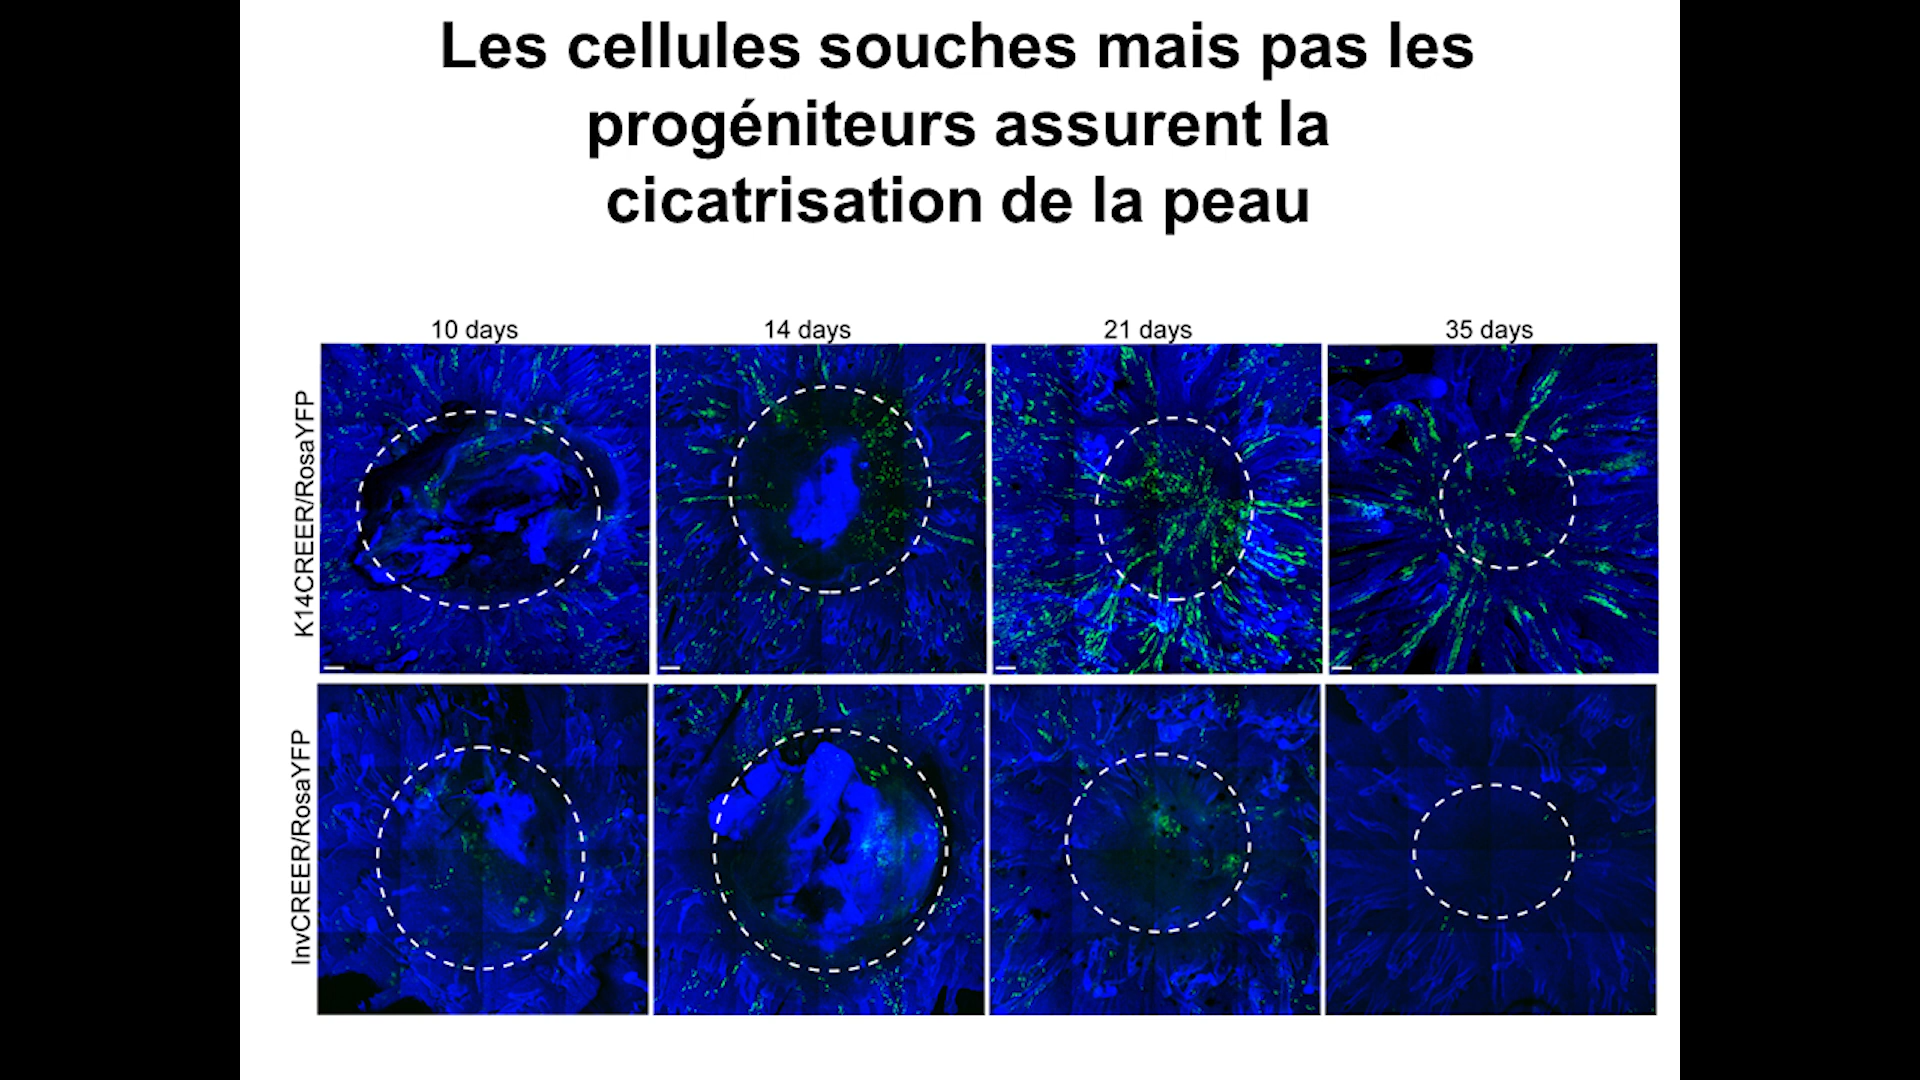 Les cellules souches mais pas les
progéniteurs assurent la
cicatrisation de la peau
10 days
14 days
21 days
35 days
K14CREER/RosaYFP
InvCREER/RosaYFP